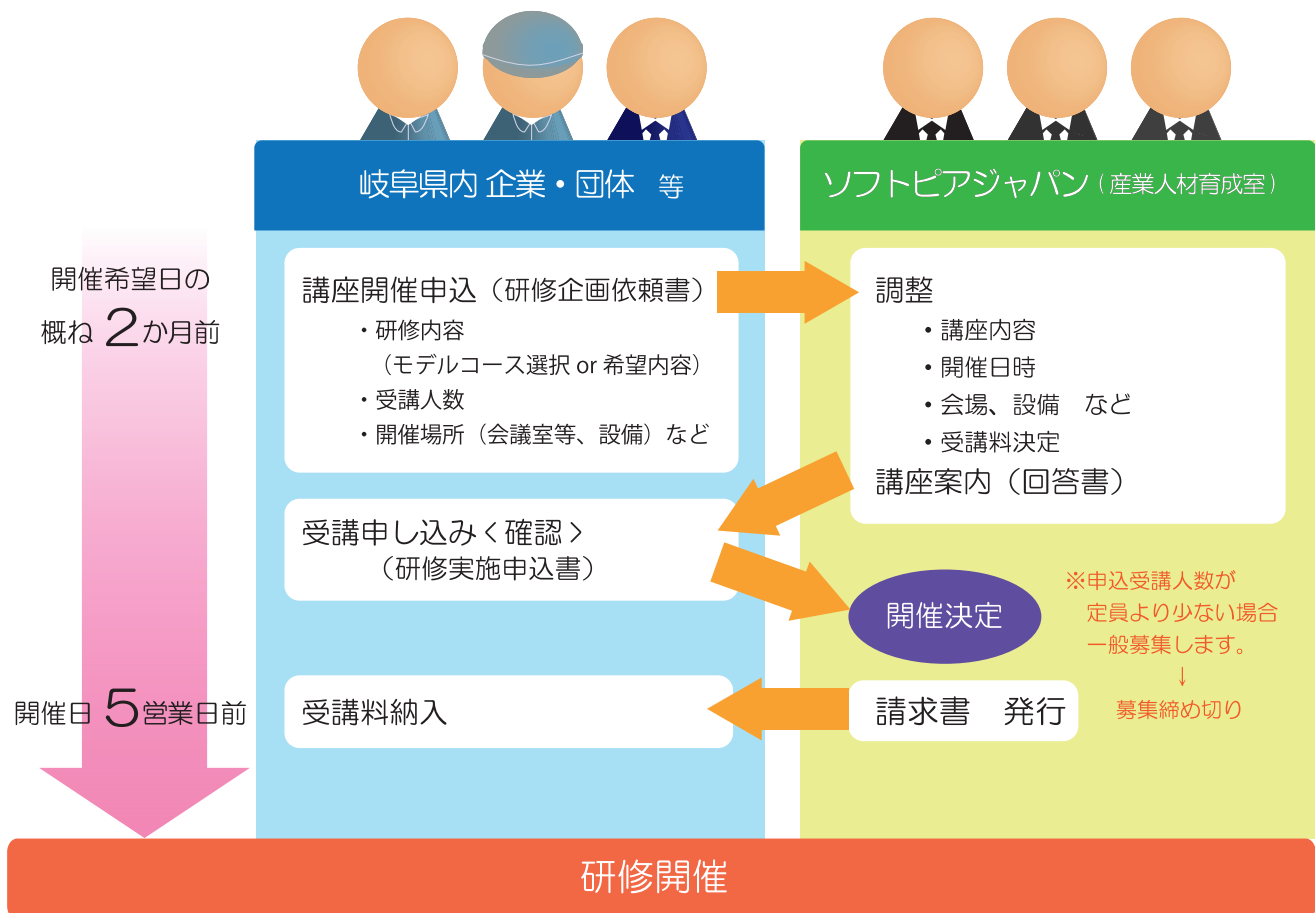 岐阜県内 企業・団体 等
ソフトピアジャパン(産業人材育成室)
開催希望日の
概ね 2か月前
講座開催申込(研修企画依頼書)
・研修内容
(モデルコース選択 or 希望内容)
・受講人数
・開催場所(会議室等、設備)など
調整
・講座内容
・開催日時
・会場、設備 など
・受講料決定
講座案内(回答書)
受講申し込み<確認>
(研修実施申込書)
開催決定
※申込受講人数が
定員より少ない場合
一般募集します。
↓
募集締め切り
開催日 5営業日前
受講料納入
請求書 発行
研修開催